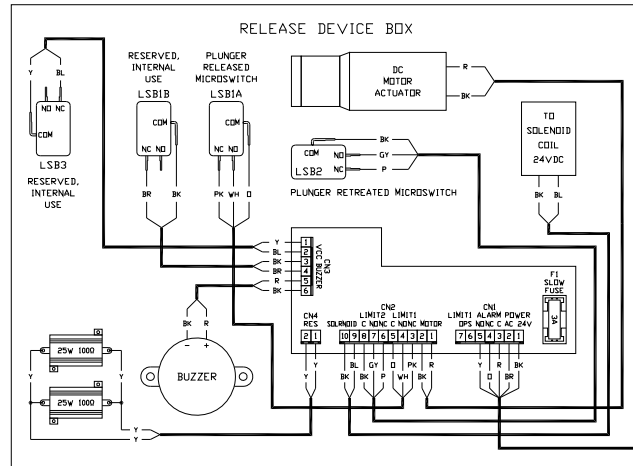 RELEASE DEVICE BOX
Y BL
NO NC
COM
LSB3
RESERVED,
INTERNAL
USE
RESERVED,
INTERNAL
USE
LSB1B
COM
NC NO
BR BK
PLUNGER
RELEASED
MICROSWITCH
LSB1A
COM
NC NO
PK WH O
DC
MOTOR
ACTUATOR
R
BK
COM
NO
NC
LSB2
BK
GY
P
PLUNGER RETREATED MICROSWITCH
TO
SOLENOID
COIL
24VDC
BK BL
Y
BL
BK
BR
R
BK
1
2
3
4
5
6
CN3
VCC BUZZER
F1
SLOW
FUSE
3A
CN4
RES
2 1
Y Y
CN2
LIMIT2 LIMIT1
SOLRNOID C NONC C NONC MOTOR
10 9 8 7 6 5 4 3 2 1
BL GY O PK R
BK BK P WH BK
CN1
LIMIT1 ALARM POWER
OPS NONC C AC 24V
7 6 5 4 3 2 1
Y R BK
O BR
BK R
- +
BUZZER
25W 100Ω
25W 100Ω
Y Y
Y
Y